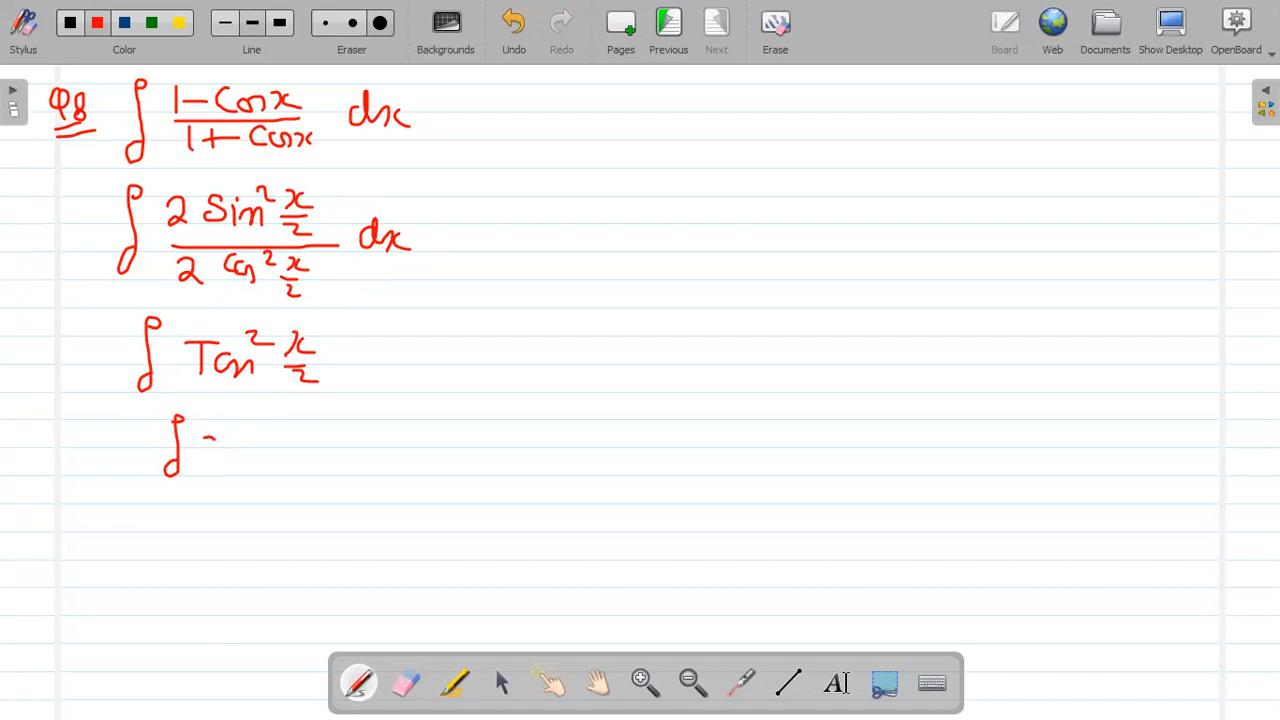 Stylus Color Line Eraser Backgrounds Undo Redo Pages Previous Next Erase Board Web Documents Show Desktop OpenBoard
Q8 ∫ (1 - Cosx)/(1 + Cosx) dx
∫ (2 Sin² x/2)/(2 Cos² x/2) dx
∫ Tan² x/2
∫